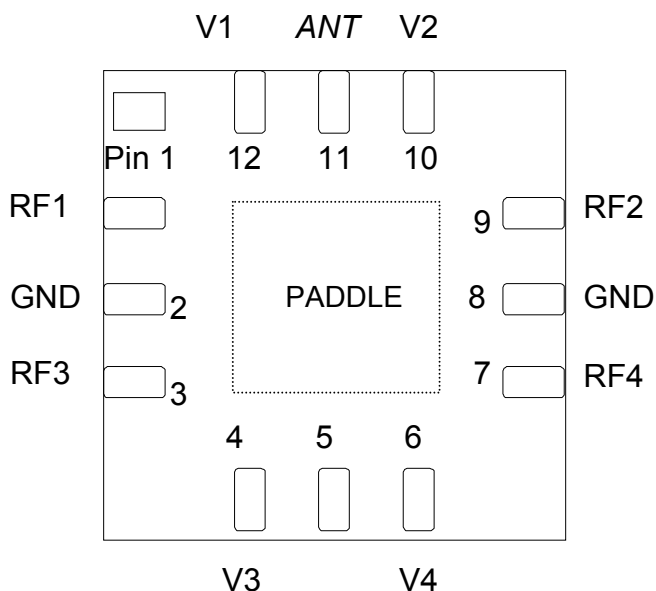 V1 ANT V2
Pin 1 12 11 10
RF1 9 RF2
GND 2 PADDLE 8 GND
RF3 3 7 RF4
4 5 6
V3 V4